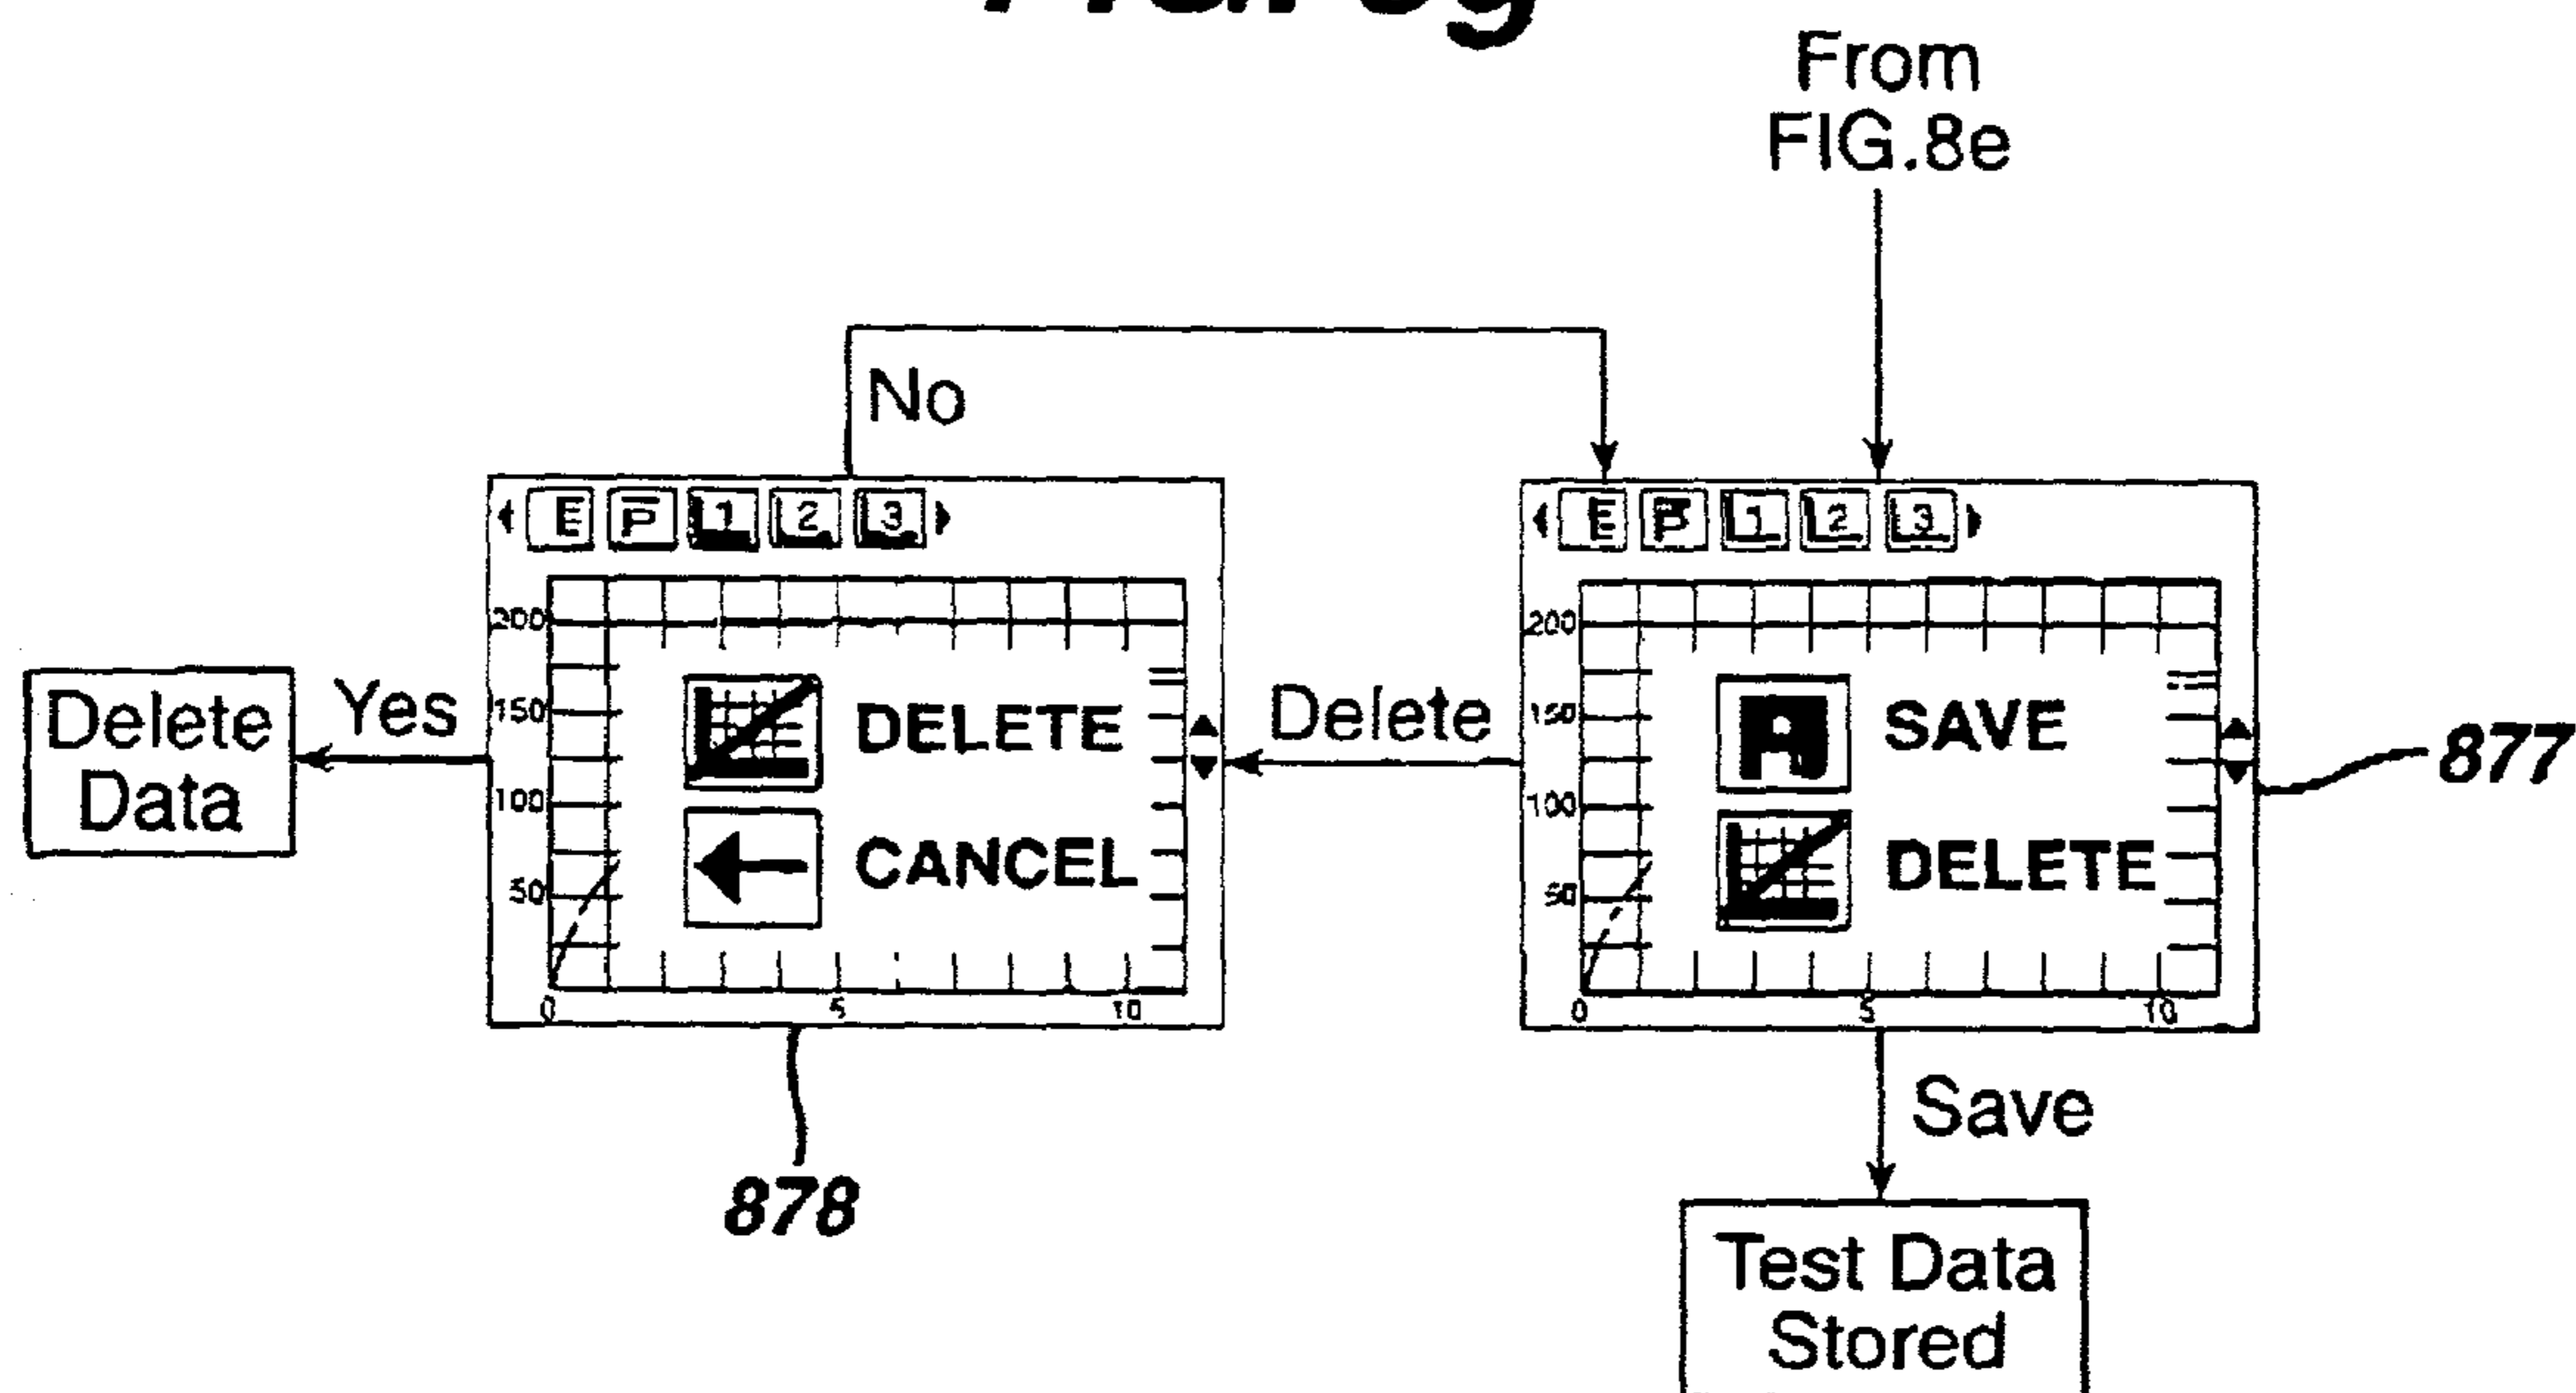 From
FIG.8e
No
E P 1 2 3
200
150
100
50
0 5 10
DELETE
CANCEL
Yes
Delete
Data
878
Delete
E P 1 2 3
200
150
100
50
0 5 10
SAVE
DELETE
877
Save
Test Data
Stored